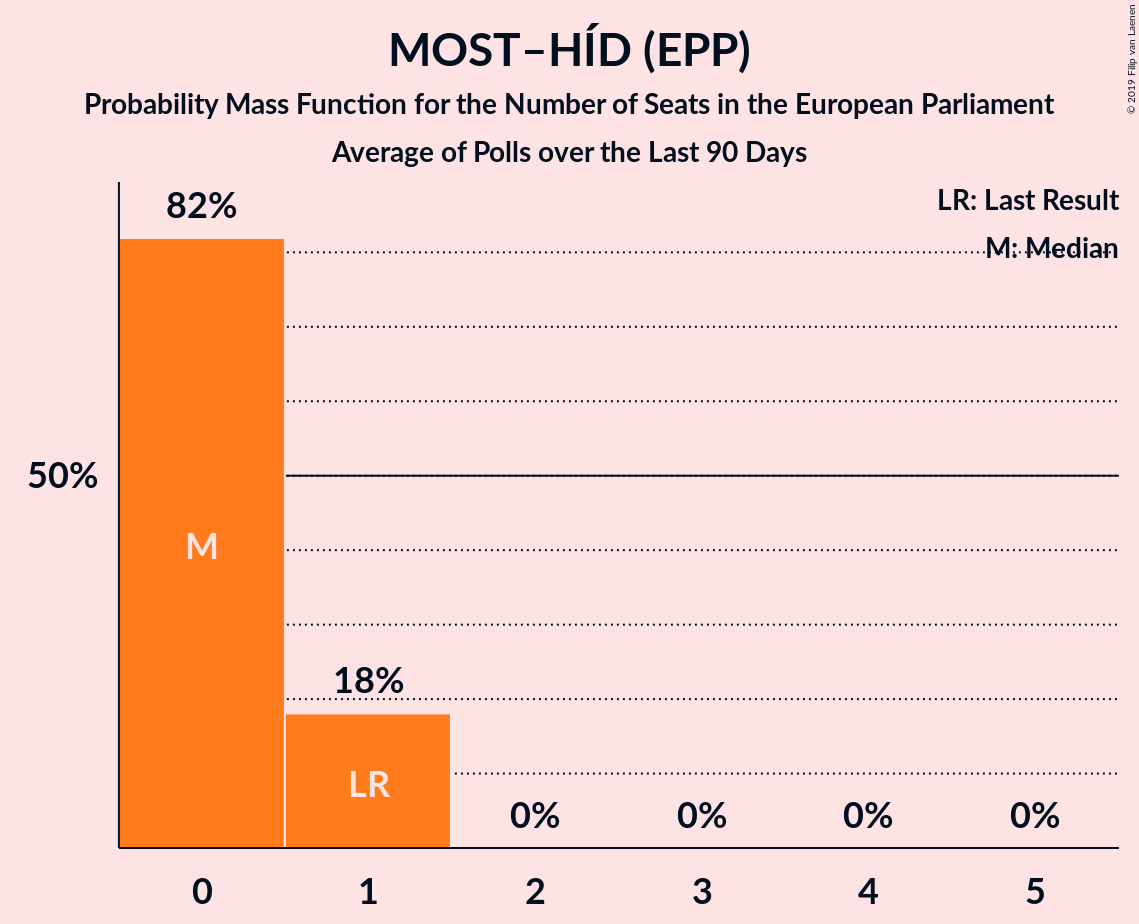 MOST–HÍD (EPP)
Probability Mass Function for the Number of Seats in the European Parliament
Average of Polls over the Last 90 Days
© 2019 Filip van Laenen
LR: Last Result
M: Median
82%
50%
M
18%
LR
0%
0%
0%
0%
0
1
2
3
4
5